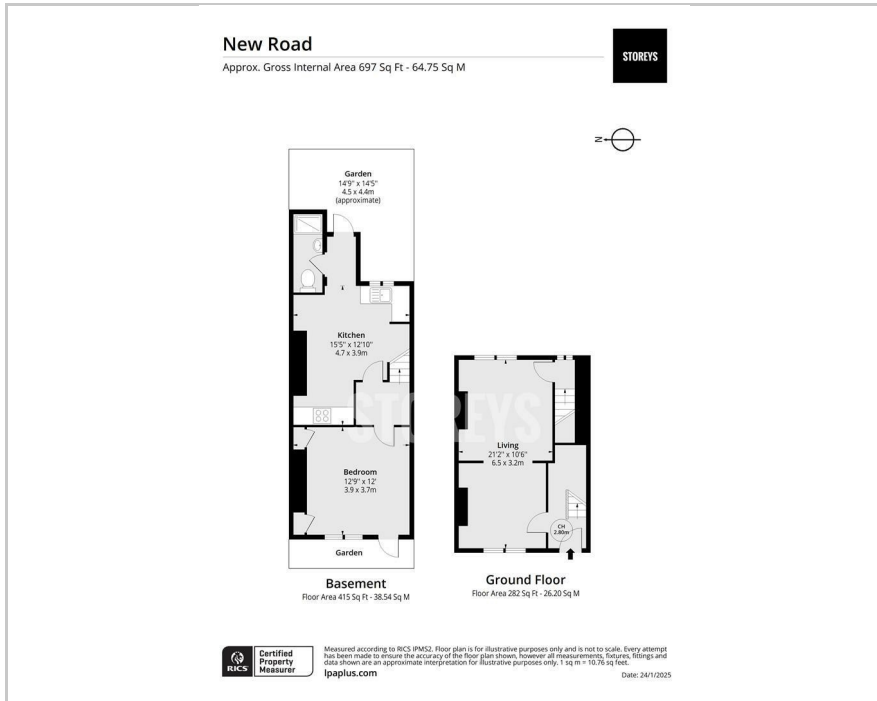 New Road
Approx. Gross Internal Area 697 Sq Ft - 64.75 Sq M
STOREYS
N
Garden
14'9" x 14'5"
4.5 x 4.4m
(approximate)
Kitchen
15'5" x 12'10"
4.7 x 3.9m
STOREYS
Living
21'2" x 10'6"
6.5 x 3.2m
Bedroom
12'9" x 12'
3.9 x 3.7m
CH
2.80m
Garden
Basement
Floor Area 415 Sq Ft - 38.54 Sq M
Ground Floor
Floor Area 282 Sq Ft - 26.20 Sq M
RICS
Certified
Property
Measurer
Measured according to RICS IPMS2. Floor plan is for illustrative purposes only and is not to scale. Every attempt
has been made to ensure the accuracy of the floor plan shown, however all measurements, fixtures, fittings and
data shown are an approximate interpretation for illustrative purposes only. 1 sq m = 10.76 sq feet.
lpaplus.com
Date: 24/1/2025